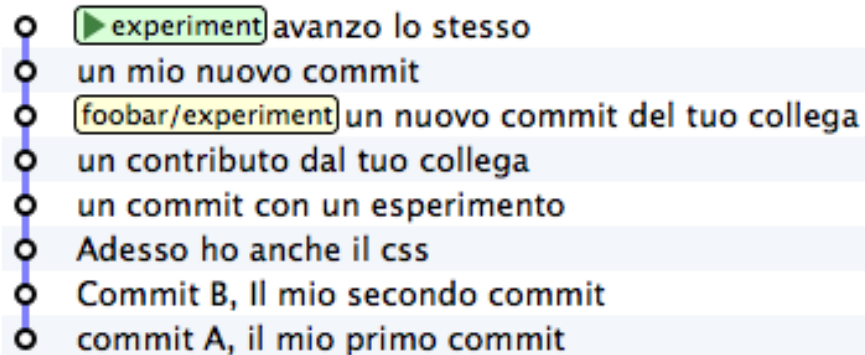 experiment avanzo lo stesso
un mio nuovo commit
foobar/experiment un nuovo commit del tuo collega
un contributo dal tuo collega
un commit con un esperimento
Adesso ho anche il css
Commit B, Il mio secondo commit
commit A, il mio primo commit